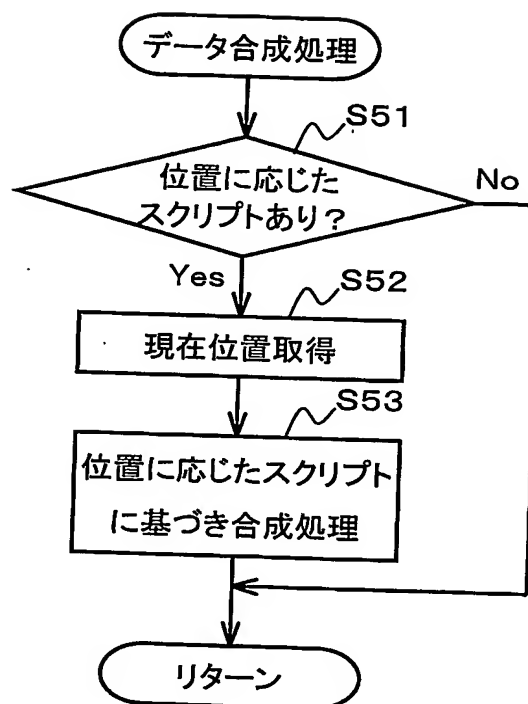 データ合成処理
S51
位置に応じた
スクリプトあり?
No
Yes
S52
現在位置取得
S53
位置に応じたスクリプト
に基づき合成処理
リターン